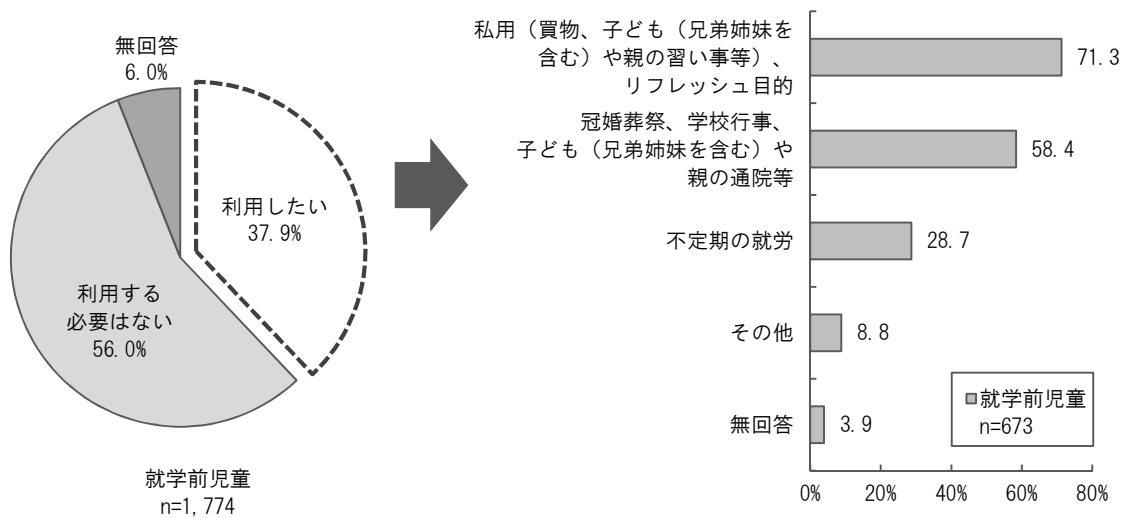 無回答
6.0%
利用したい
37.9%
利用する
必要はない
56.0%
就学前児童
n=1,774
私用（買物、子ども（兄弟姉妹を
含む）や親の習い事等）、
リフレッシュ目的
71.3
冠婚葬祭、学校行事、
子ども（兄弟姉妹を含む）や
親の通院等
58.4
不定期の就労
28.7
その他
8.8
無回答
3.9
就学前児童
n=673
0%
20%
40%
60%
80%